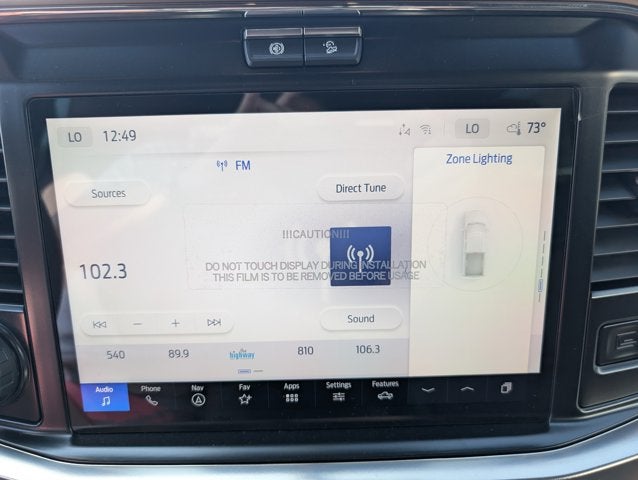 LO 12:49 LO 73°
FM
Zone Lighting
Sources Direct Tune
!!!CAUTION!!!
102.3
DO NOT TOUCH DISPLAY DURING INSTALLATION
THIS FILM IS TO BE REMOVED BEFORE USAGE
Sound
540 89.9 the highway 810 106.3
Audio Phone Nav Fav Apps Settings Features